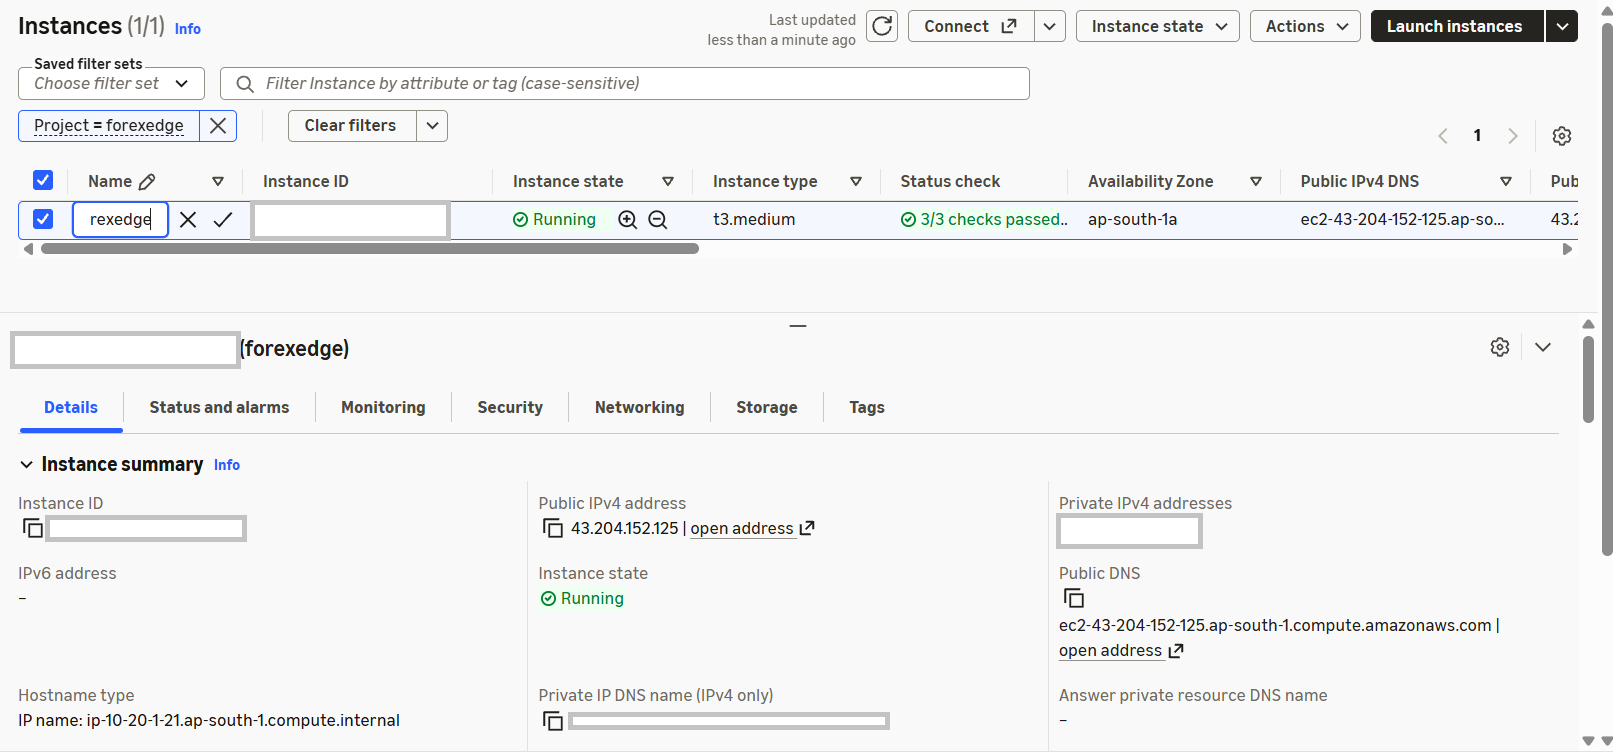 Instances (1/1) Info
Last updated
less than a minute ago
Connect
Instance state
Actions
Launch instances
Saved filter sets
Choose filter set
Filter Instance by attribute or tag (case-sensitive)
Project = forexedge
Clear filters
1
Name Instance ID Instance state Instance type Status check Availability Zone Public IPv4 DNS Pub
rexedge Running t3.medium 3/3 checks passed.. ap-south-1a ec2-43-204-152-125.ap-so... 43.2
(forexedge)
Details Status and alarms Monitoring Security Networking Storage Tags
Instance summary Info
Instance ID
Public IPv4 address
43.204.152.125 | open address
Private IPv4 addresses
IPv6 address
–
Instance state
Running
Public DNS
ec2-43-204-152-125.ap-south-1.compute.amazonaws.com |
open address
Hostname type
IP name: ip-10-20-1-21.ap-south-1.compute.internal
Private IP DNS name (IPv4 only)
Answer private resource DNS name
–